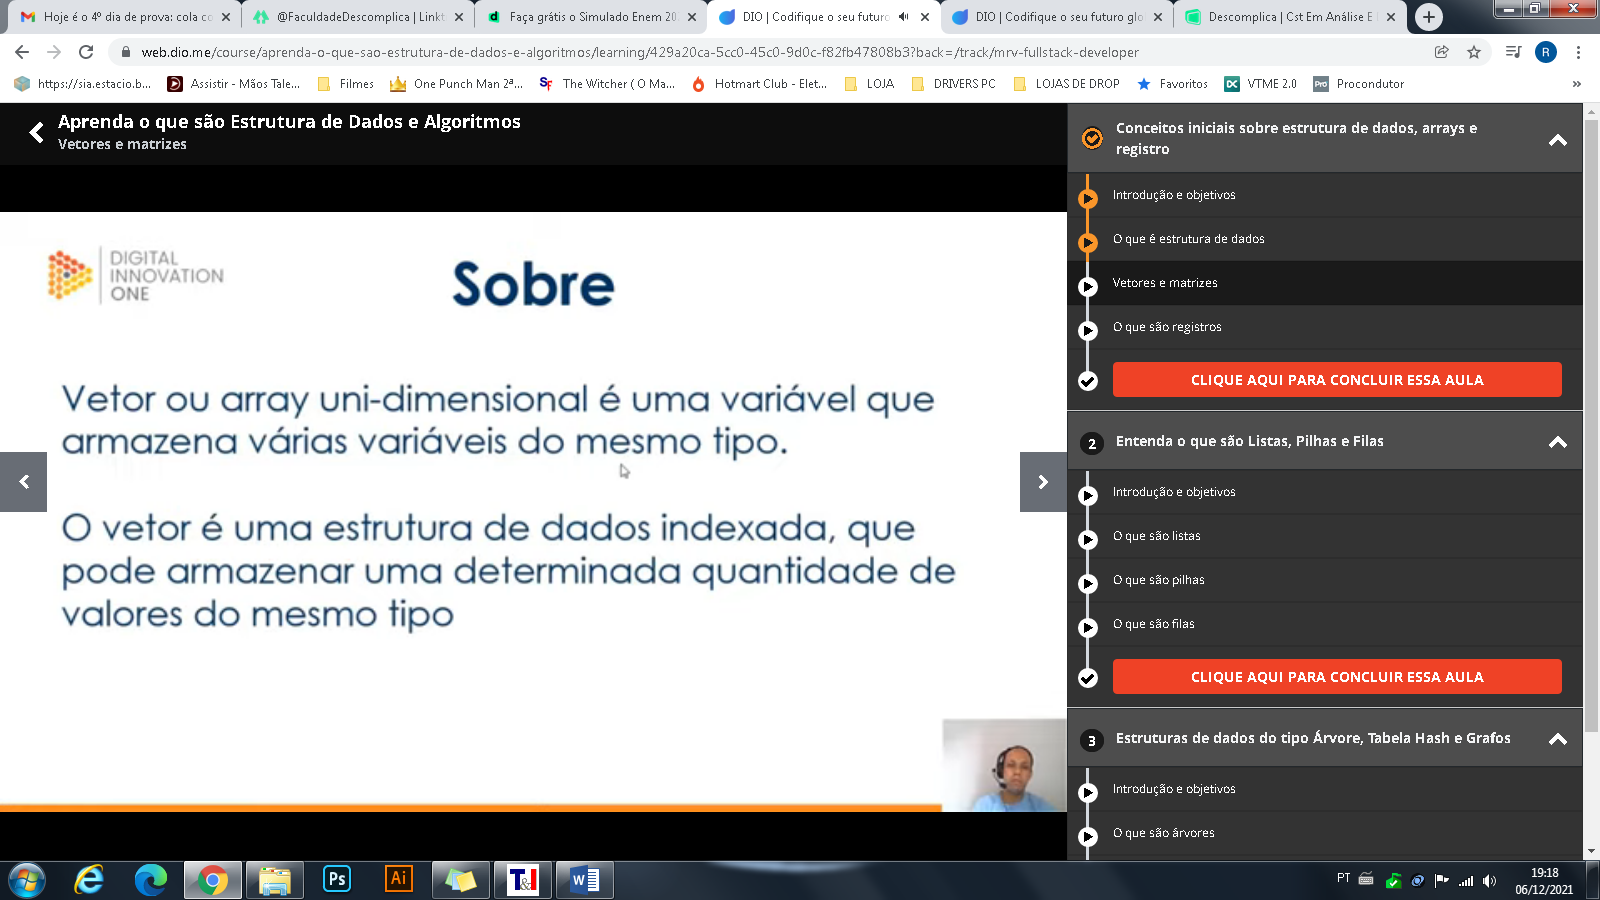 Hoje é o 4º dia de prova: cola co
@FaculdadeDescomplica | Linkt
Faça grátis o Simulado Enem 20
DIO | Codifique o seu futuro
DIO | Codifique o seu futuro glo
Descomplica | Cst Em Análise E
web.dio.me/course/aprenda-o-que-sao-estrutura-de-dados-e-algoritmos/learning/429a20ca-5cc0-45c0-9d0c-f82fb47808b3?back=/track/mrv-fullstack-developer
R
https://sia.estacio.b...
Assistir - Mãos Tale...
Filmes
One Punch Man 2ª...
SF
The Witcher ( O Ma...
Hotmart Club - Elet...
LOJA
DRIVERS PC
LOJAS DE DROP
Favoritos
DC
VTME 2.0
Pro
Procondutor
»
Aprenda o que são Estrutura de Dados e Algoritmos
Vetores e matrizes
DIGITAL
INNOVATION
ONE
Sobre
Vetor ou array uni-dimensional é uma variável que
armazena várias variáveis do mesmo tipo.
O vetor é uma estrutura de dados indexada, que
pode armazenar uma determinada quantidade de
valores do mesmo tipo
Conceitos iniciais sobre estrutura de dados, arrays e
registro
Introdução e objetivos
O que é estrutura de dados
Vetores e matrizes
O que são registros
CLIQUE AQUI PARA CONCLUIR ESSA AULA
2
Entenda o que são Listas, Pilhas e Filas
Introdução e objetivos
O que são listas
O que são pilhas
O que são filas
CLIQUE AQUI PARA CONCLUIR ESSA AULA
3
Estruturas de dados do tipo Árvore, Tabela Hash e Grafos
Introdução e objetivos
O que são árvores
Ps
Ai
T&I
W
PT
19:18
06/12/2021